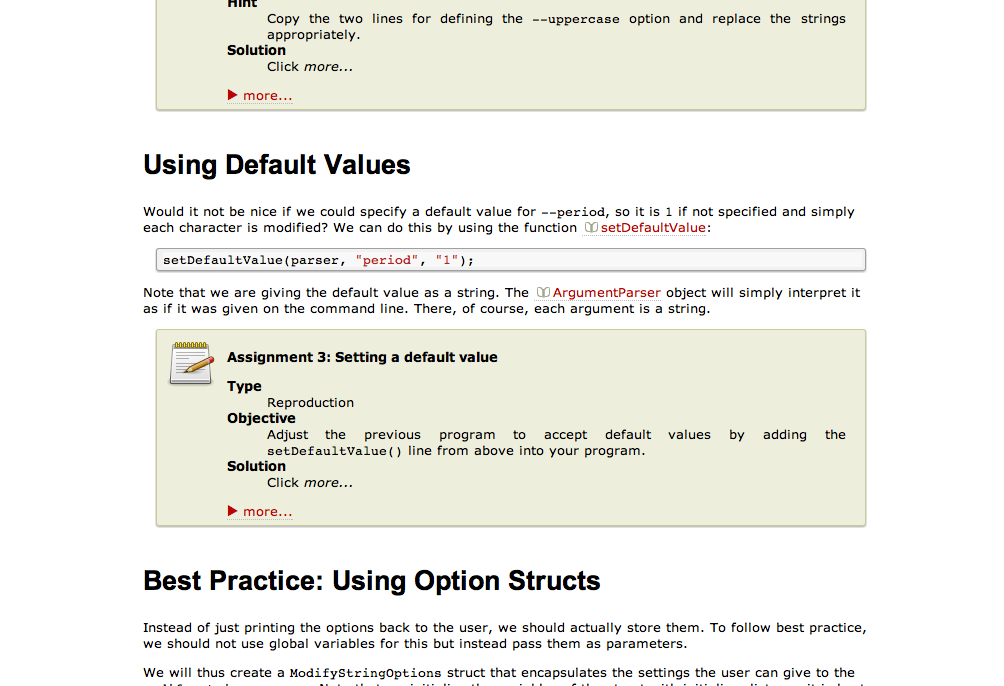 Hint
Copy the two lines for defining the --uppercase option and replace the strings
appropriately.
Solution
Click more...
more...
Using Default Values
Would it not be nice if we could specify a default value for --period, so it is 1 if not specified and simply
each character is modified? We can do this by using the function setDefaultValue:
setDefaultValue(parser, "period", "1");
Note that we are giving the default value as a string. The ArgumentParser object will simply interpret it
as if it was given on the command line. There, of course, each argument is a string.
Assignment 3: Setting a default value
Type
Reproduction
Objective
Adjust the previous program to accept default values by adding the
setDefaultValue() line from above into your program.
Solution
Click more...
more...
Best Practice: Using Option Structs
Instead of just printing the options back to the user, we should actually store them. To follow best practice,
we should not use global variables for this but instead pass them as parameters.
We will thus create a ModifyStringOptions struct that encapsulates the settings the user can give to the